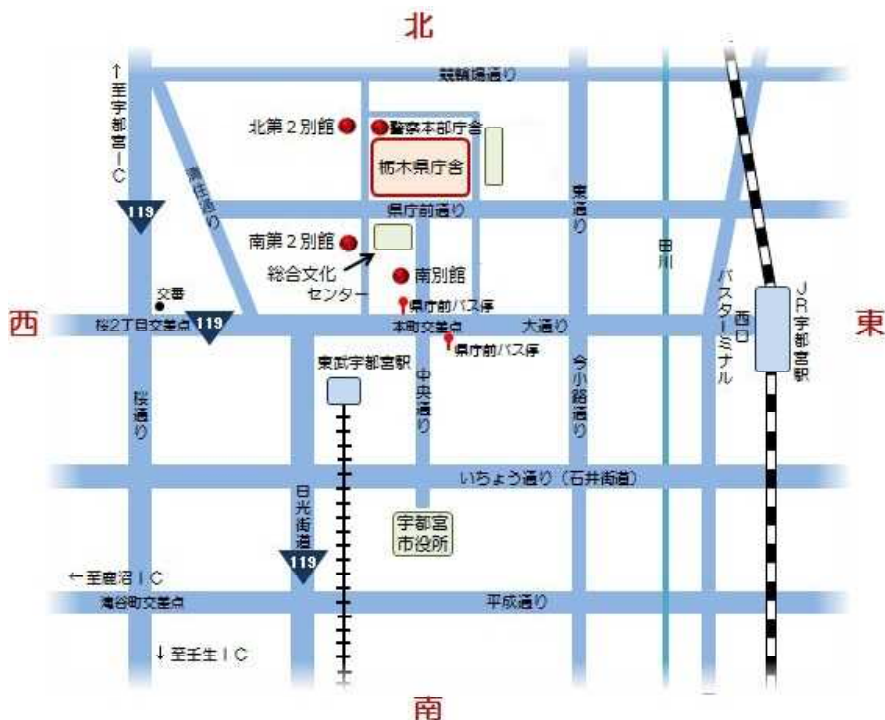 北
競輪場通り
↑至宇都宮IC
北第2別館
警察本部庁舎
栃木県庁舎
清住通り
119
県庁前通り
東通り
田川
南第2別館
総合文化
センター
南別館
交番
県庁前バス停
西
桜2丁目交差点
119
本町交差点
大通り
県庁前バス停
バスターミナル
西口
JR宇都宮駅
東
東武宇都宮駅
桜通り
中央通り
今小路通り
いちょう通り(石井街道)
日光街道
宇都宮
市役所
119
←至鹿沼IC
滝谷町交差点
平成通り
↓至壬生IC
南